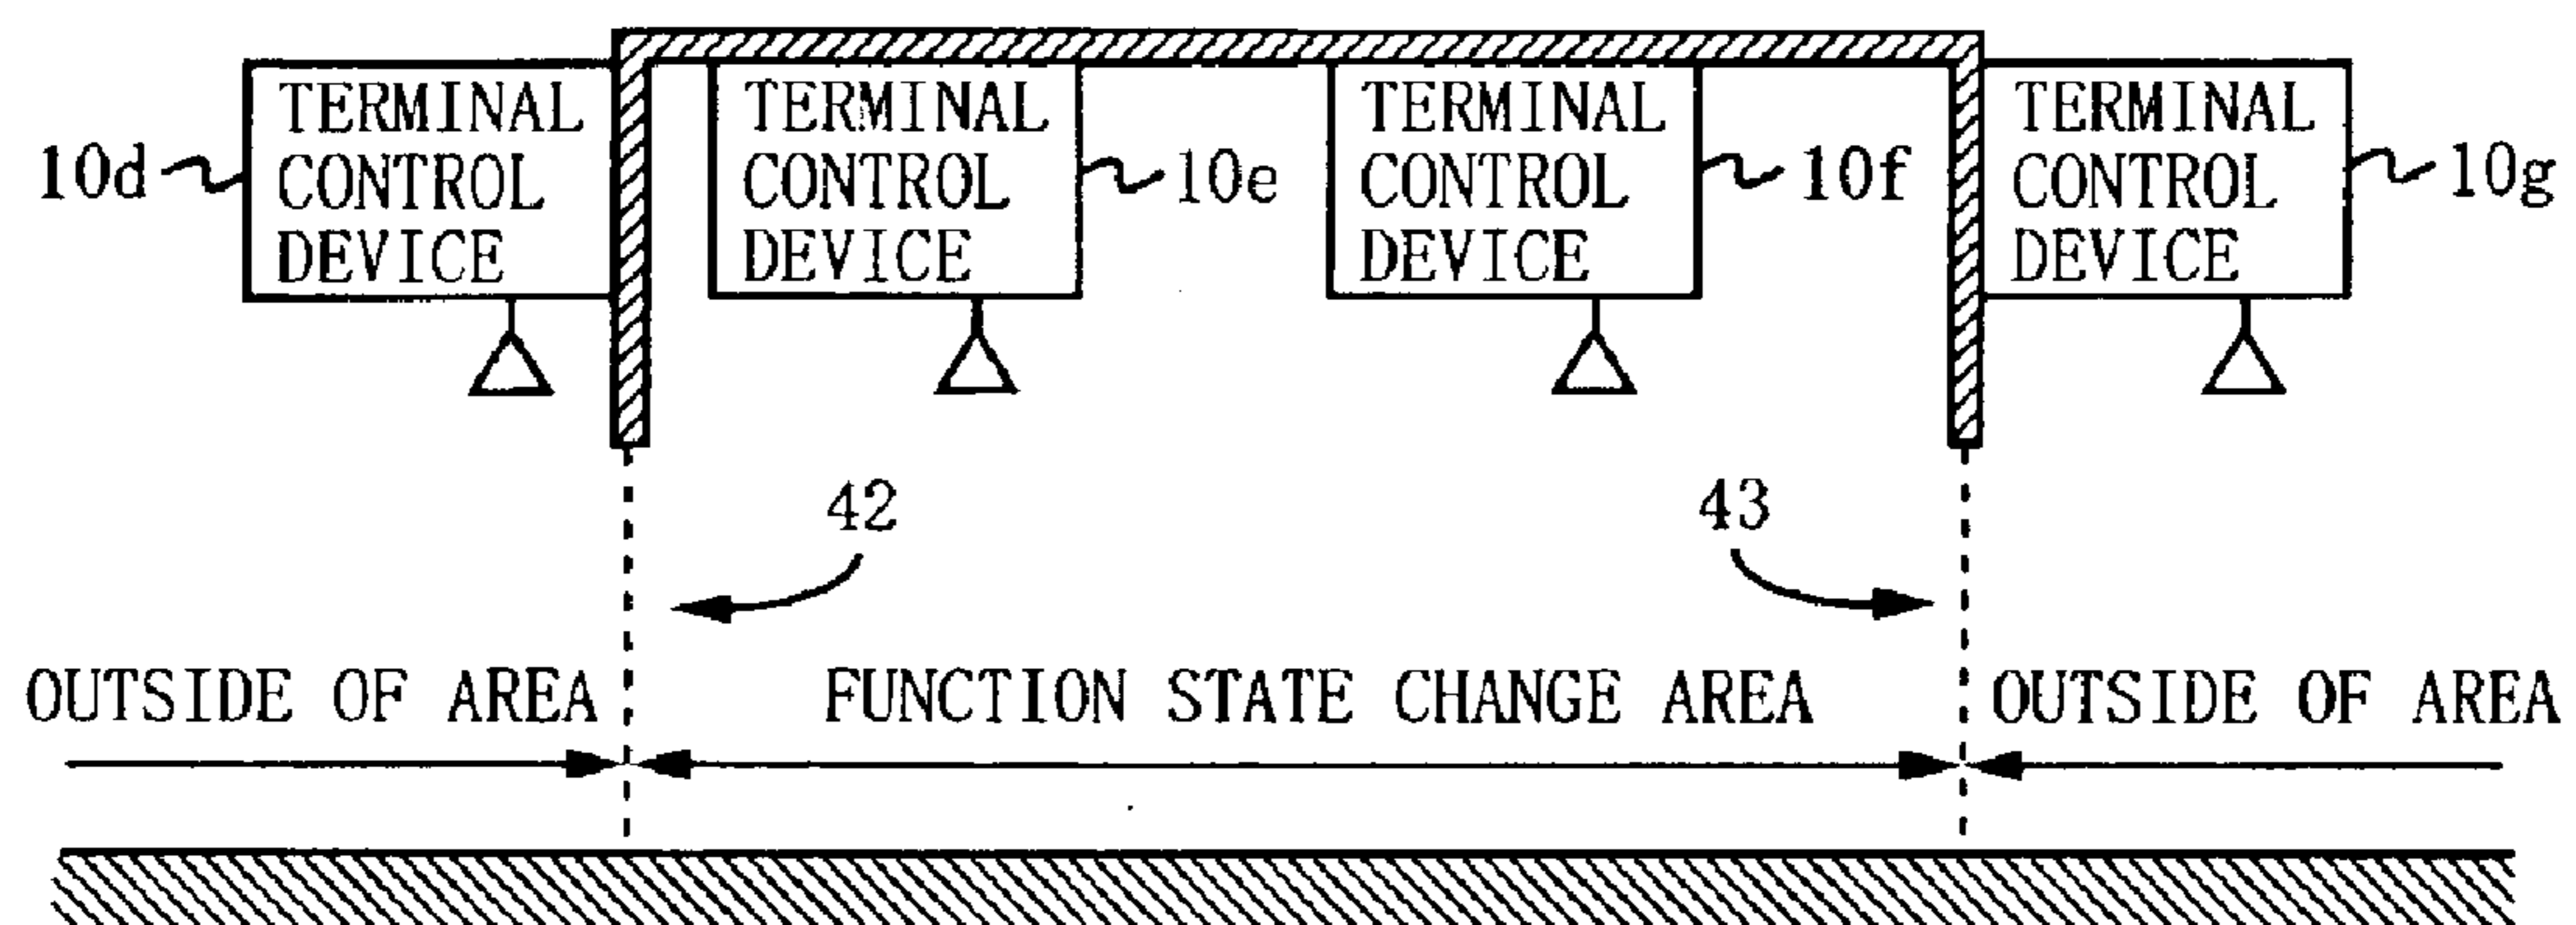 TERMINAL
CONTROL
DEVICE
10d
TERMINAL
CONTROL
DEVICE
10e
TERMINAL
CONTROL
DEVICE
10f
TERMINAL
CONTROL
DEVICE
10g
42
43
OUTSIDE OF AREA
FUNCTION STATE CHANGE AREA
OUTSIDE OF AREA